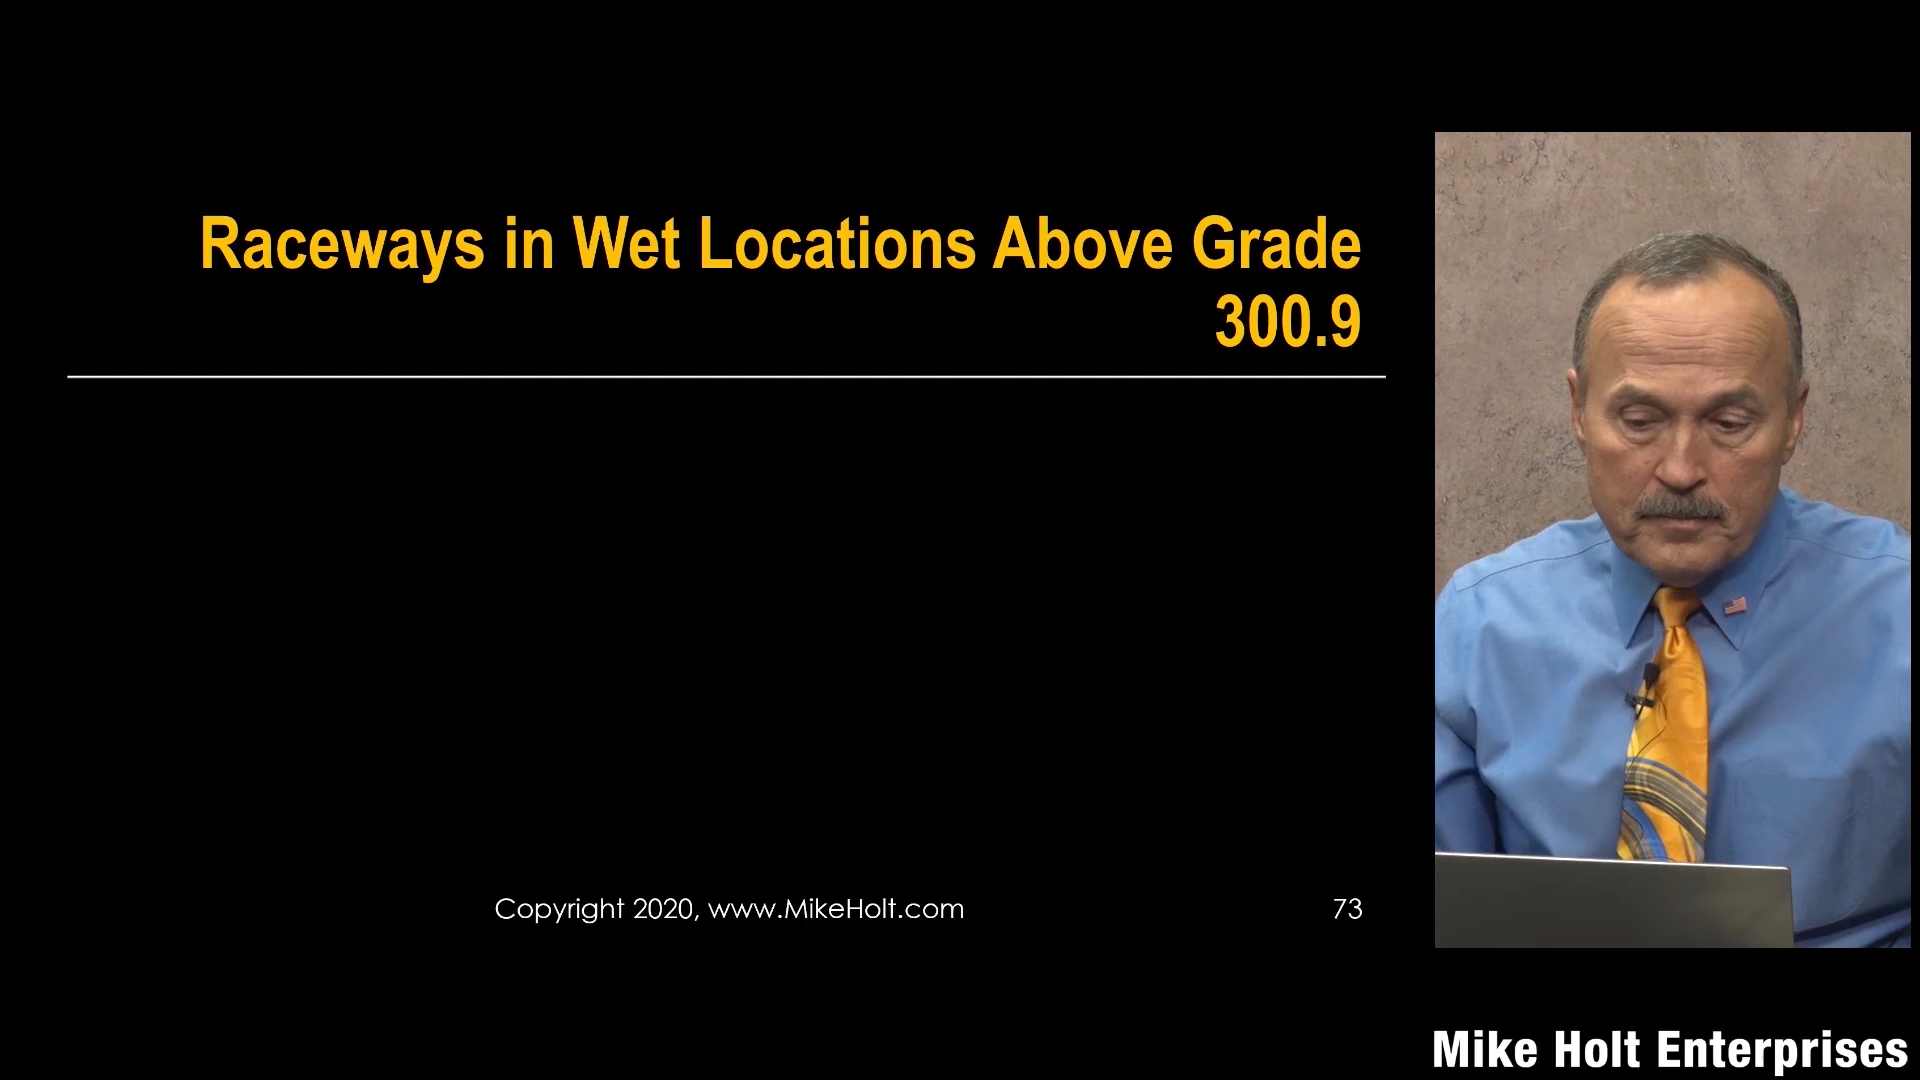 Raceways in Wet Locations Above Grade
300.9
Copyright 2020, www.MikeHolt.com
73
Mike Holt Enterprises